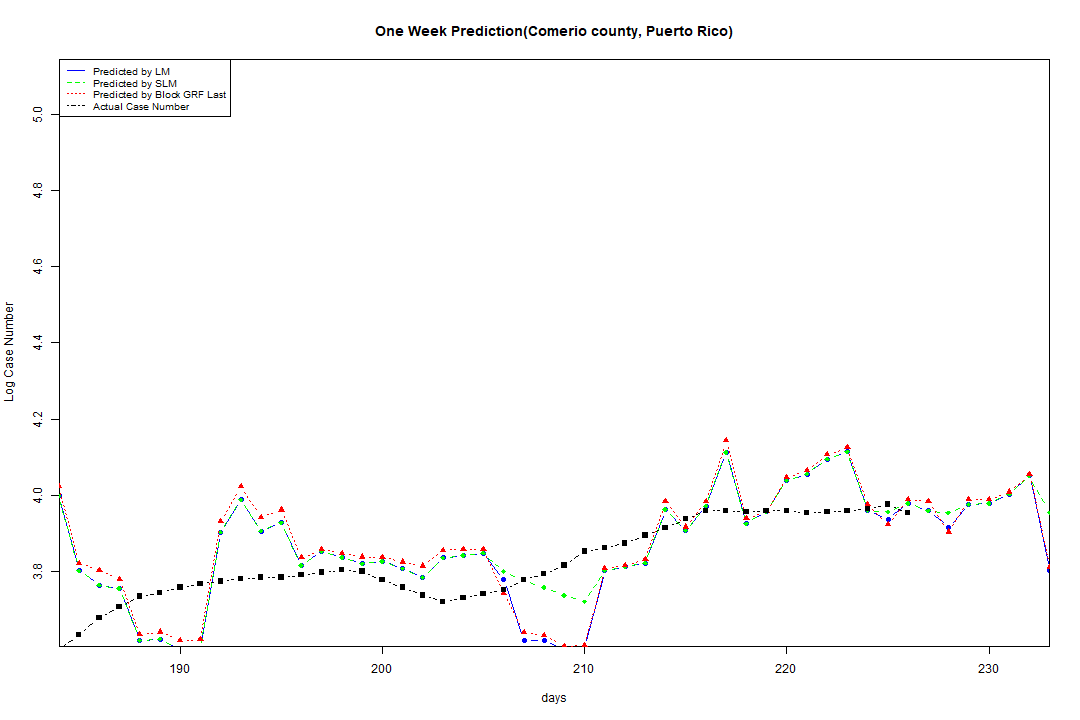 One Week Prediction(Comerio county, Puerto Rico)
Predicted by LM
Predicted by SLM
Predicted by Block GRF Last
Actual Case Number
5.0
4.8
4.6
4.4
4.2
4.0
3.8
Log Case Number
190 200 210 220 230
days